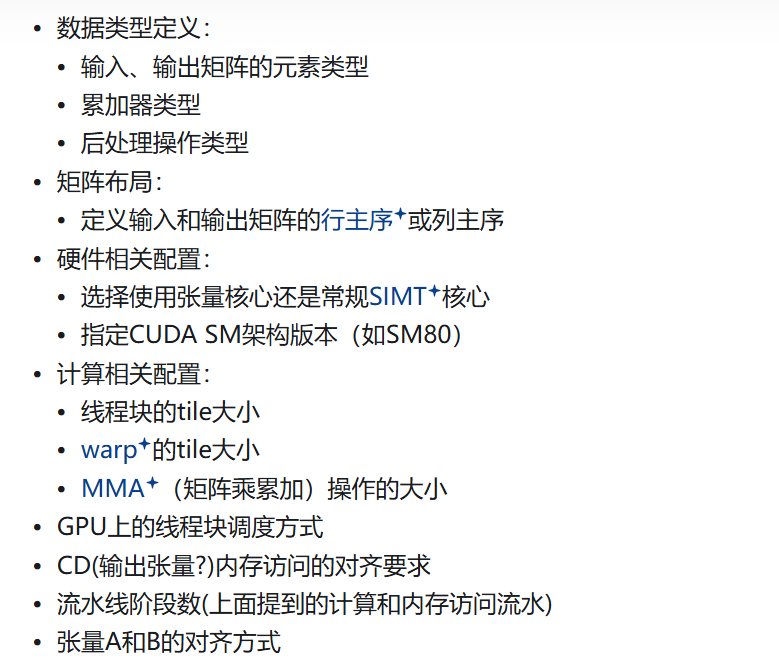 • 数据类型定义：
• 输入、输出矩阵的元素类型
• 累加器类型
• 后处理操作类型
• 矩阵布局：
• 定义输入和输出矩阵的行主序或列主序
• 硬件相关配置：
• 选择使用张量核心还是常规SIMT核心
• 指定CUDA SM架构版本（如SM80）
• 计算相关配置：
• 线程块的tile大小
• warp的tile大小
• MMA（矩阵乘累加）操作的大小
• GPU上的线程块调度方式
• CD(输出张量?)内存访问的对齐要求
• 流水线阶段数(上面提到的计算和内存访问流水)
• 张量A和B的对齐方式